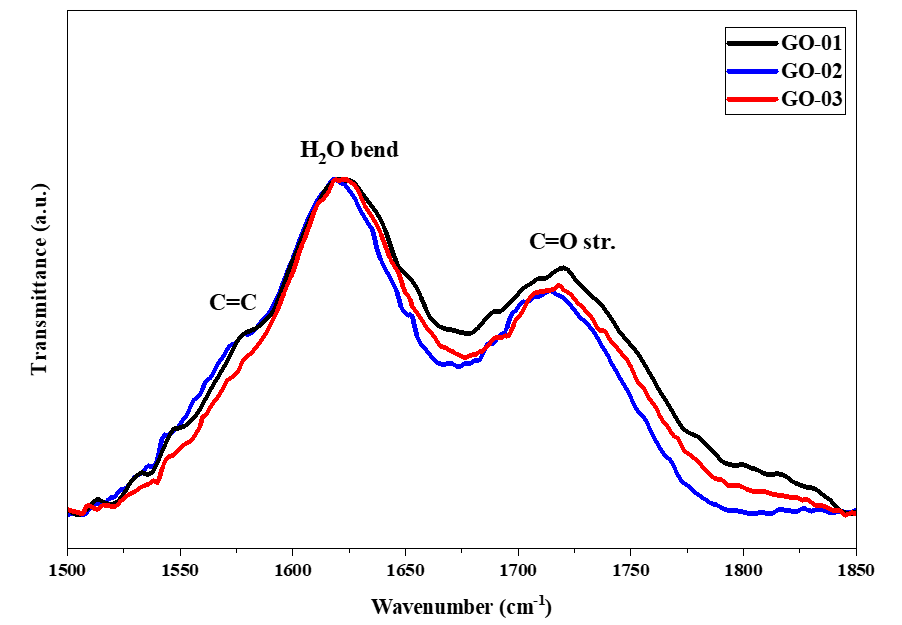 GO-01
GO-02
GO-03
H₂O bend
C=O str.
C=C
Transmittance (a.u.)
1500 1550 1600 1650 1700 1750 1800 1850
Wavenumber (cm⁻¹)